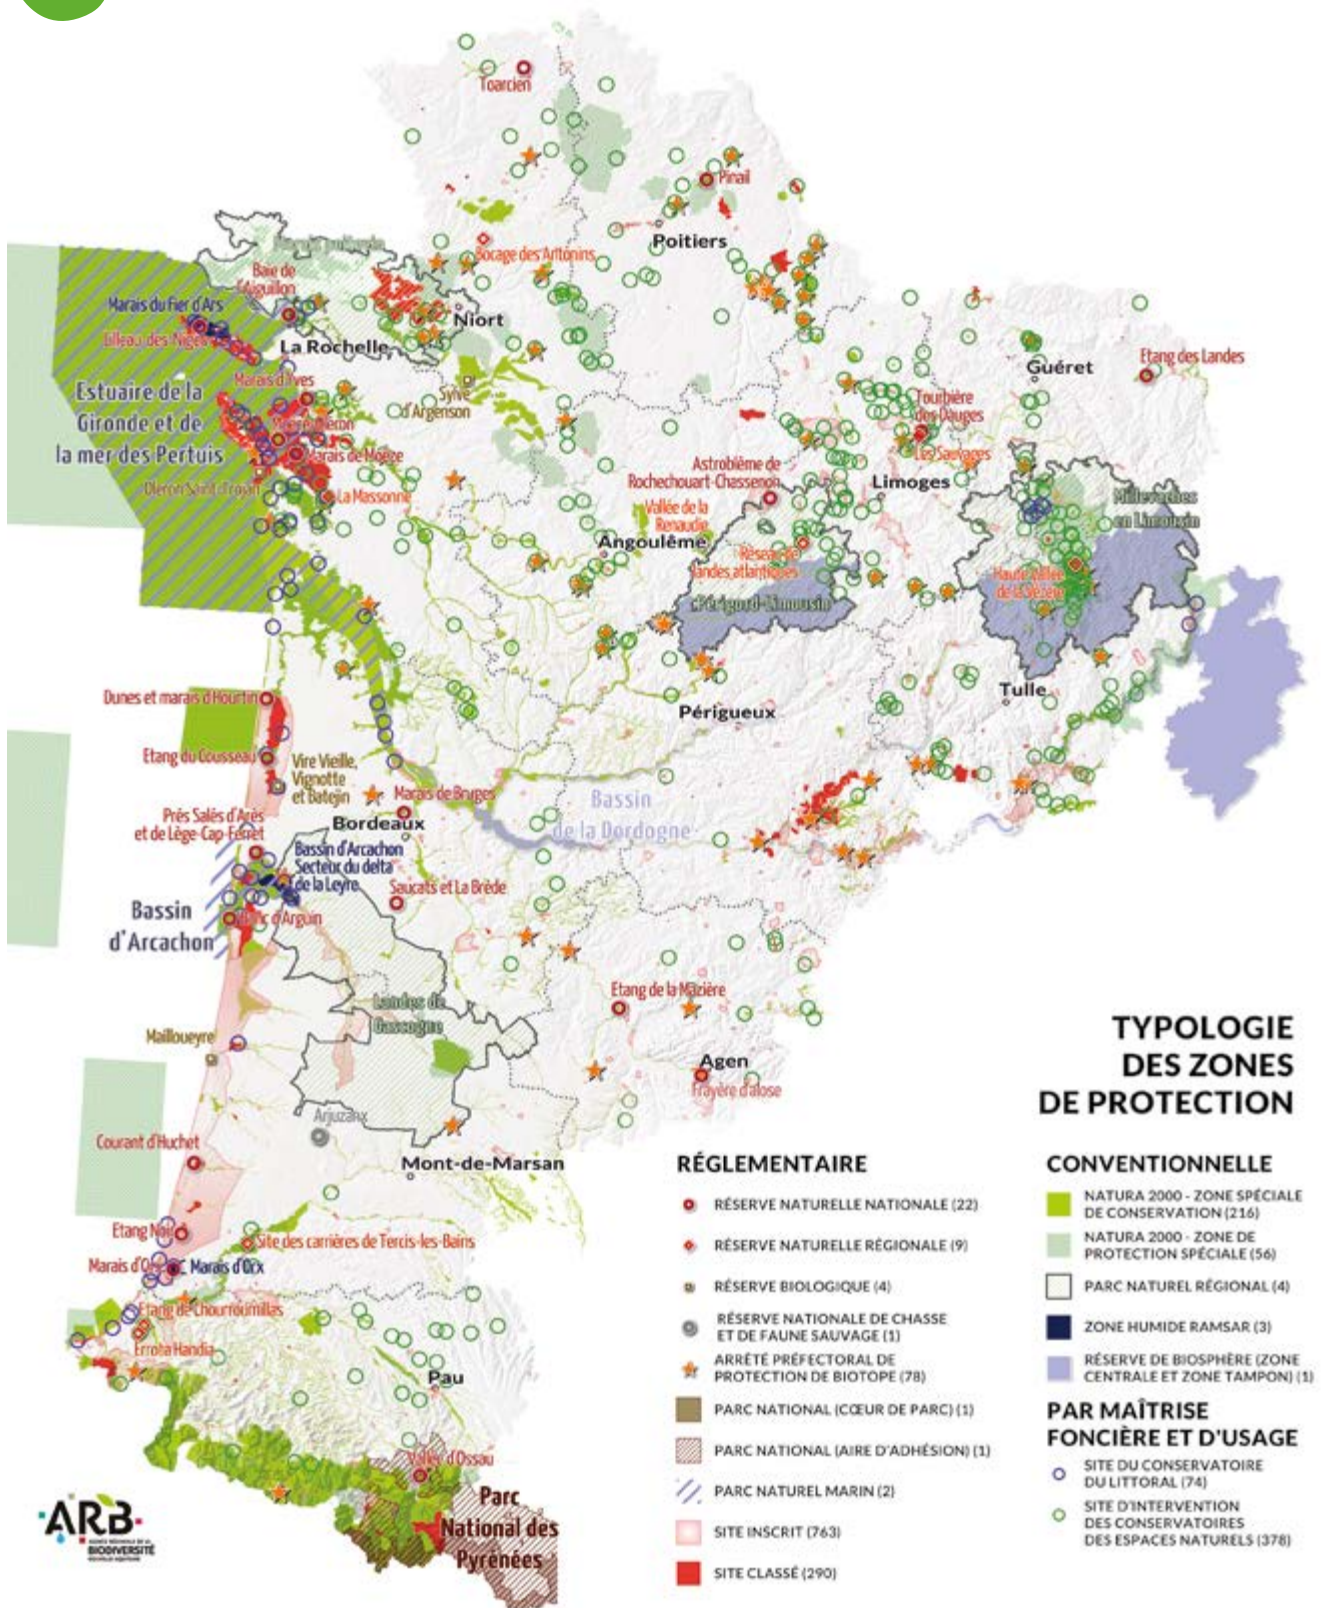 Toarcien
Pinail
Poitiers
Bocage des Antonins
Baie de
l'Aiguillon
Marais du Fier d'Ars
Lilleau des Niges
Niort
La Rochelle
Guéret
Etang des Landes
Marais d'Yves
Estuaire de la
Gironde et de
la mer des Pertuis
Sylve
d'Argenson
Tourbière
des Dauges
Les Sauvages
Marais de Moëze
Oléron Saint-Trojan
La Massonne
Astroblème de
Rochechouart-Chassenon
Limoges
Vallée de la
Renaudie
Angoulême
Réseau de
landes atlantiques
Périgord-Limousin
Millevaches
en Limousin
Haute vallée
de la Vézère
Tulle
Périgueux
Dunes et marais d'Hourtin
Etang du Cousseau
Vire Vieille,
Vignotte
et Batejin
Marais de Bruges
Bordeaux
Bassin
de la Dordogne
Prés Salés d'Arès
et de Lège-Cap-Ferret
Bassin d'Arcachon
Secteur du delta
de la Leyre
Saucats et La Brède
Bassin
d'Arcachon
Banc d'Arguin
Landes de
Gascogne
Etang de la Mazière
Mailloueyre
Agen
Frayère d'alose
Arjuzanx
Courant d'Huchet
Mont-de-Marsan
Etang Noir
Site des carrières de Tercis-les-Bains
Marais d'Orx
Marais d'Orx
Etang de Chourroumillas
Errota Handia
Pau
Vallée d'Ossau
Parc
National des
Pyrénées
TYPOLOGIE
DES ZONES
DE PROTECTION
RÉGLEMENTAIRE
RÉSERVE NATURELLE NATIONALE (22)
RÉSERVE NATURELLE RÉGIONALE (9)
RÉSERVE BIOLOGIQUE (4)
RÉSERVE NATIONALE DE CHASSE
ET DE FAUNE SAUVAGE (1)
ARRÊTÉ PRÉFECTORAL DE
PROTECTION DE BIOTOPE (78)
PARC NATIONAL (CŒUR DE PARC) (1)
PARC NATIONAL (AIRE D'ADHÉSION) (1)
PARC NATUREL MARIN (2)
SITE INSCRIT (763)
SITE CLASSÉ (290)
CONVENTIONNELLE
NATURA 2000 - ZONE SPÉCIALE
DE CONSERVATION (216)
NATURA 2000 - ZONE DE
PROTECTION SPÉCIALE (56)
PARC NATUREL RÉGIONAL (4)
ZONE HUMIDE RAMSAR (3)
RÉSERVE DE BIOSPHÈRE (ZONE
CENTRALE ET ZONE TAMPON) (1)
PAR MAÎTRISE
FONCIÈRE ET D'USAGE
SITE DU CONSERVATOIRE
DU LITTORAL (74)
SITE D'INTERVENTION
DES CONSERVATOIRES
DES ESPACES NATURELS (378)
ARB
AGENCE RÉGIONALE DE LA
BIODIVERSITÉ
NOUVELLE-AQUITAINE